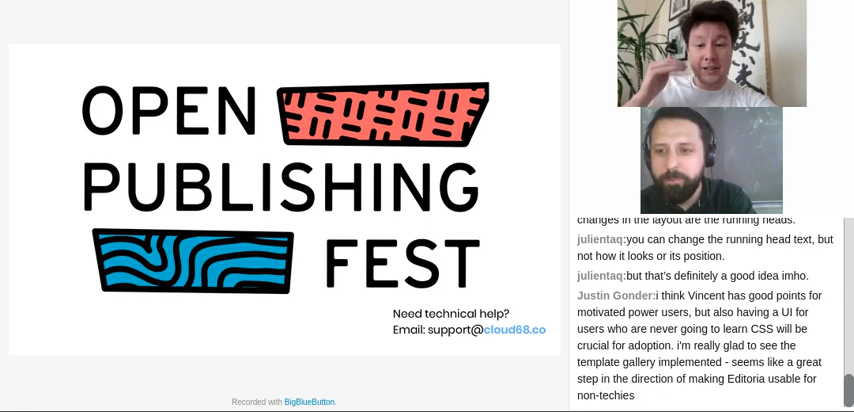 OPEN
PUBLISHING
FEST
Need technical help?
Email: support@cloud68.co
Recorded with BigBlueButton.
changes in the layout are the running heads.
julientaq:you can change the running head text, but
not how it looks or its position.
julientaq:but that's definitely a good idea imho.
Justin Gonder:i think Vincent has good points for
motivated power users, but also having a UI for
users who are never going to learn CSS will be
crucial for adoption. i'm really glad to see the
template gallery implemented - seems like a great
step in the direction of making Editoria usable for
non-techies